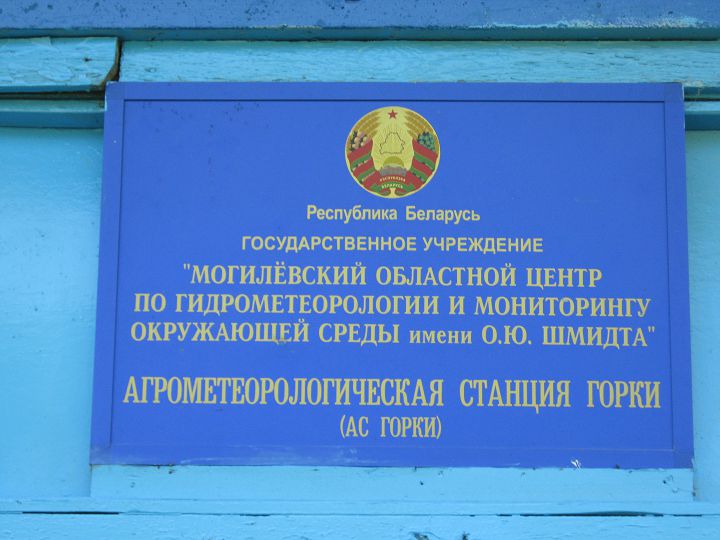 Республика Беларусь
ГОСУДАРСТВЕННОЕ УЧРЕЖДЕНИЕ
"МОГИЛЁВСКИЙ ОБЛАСТНОЙ ЦЕНТР
ПО ГИДРОМЕТЕОРОЛОГИИ И МОНИТОРИНГУ
ОКРУЖАЮЩЕЙ СРЕДЫ имени О.Ю. ШМИДТА"
АГРОМЕТЕОРОЛОГИЧЕСКАЯ СТАНЦИЯ ГОРКИ
(АС ГОРКИ)